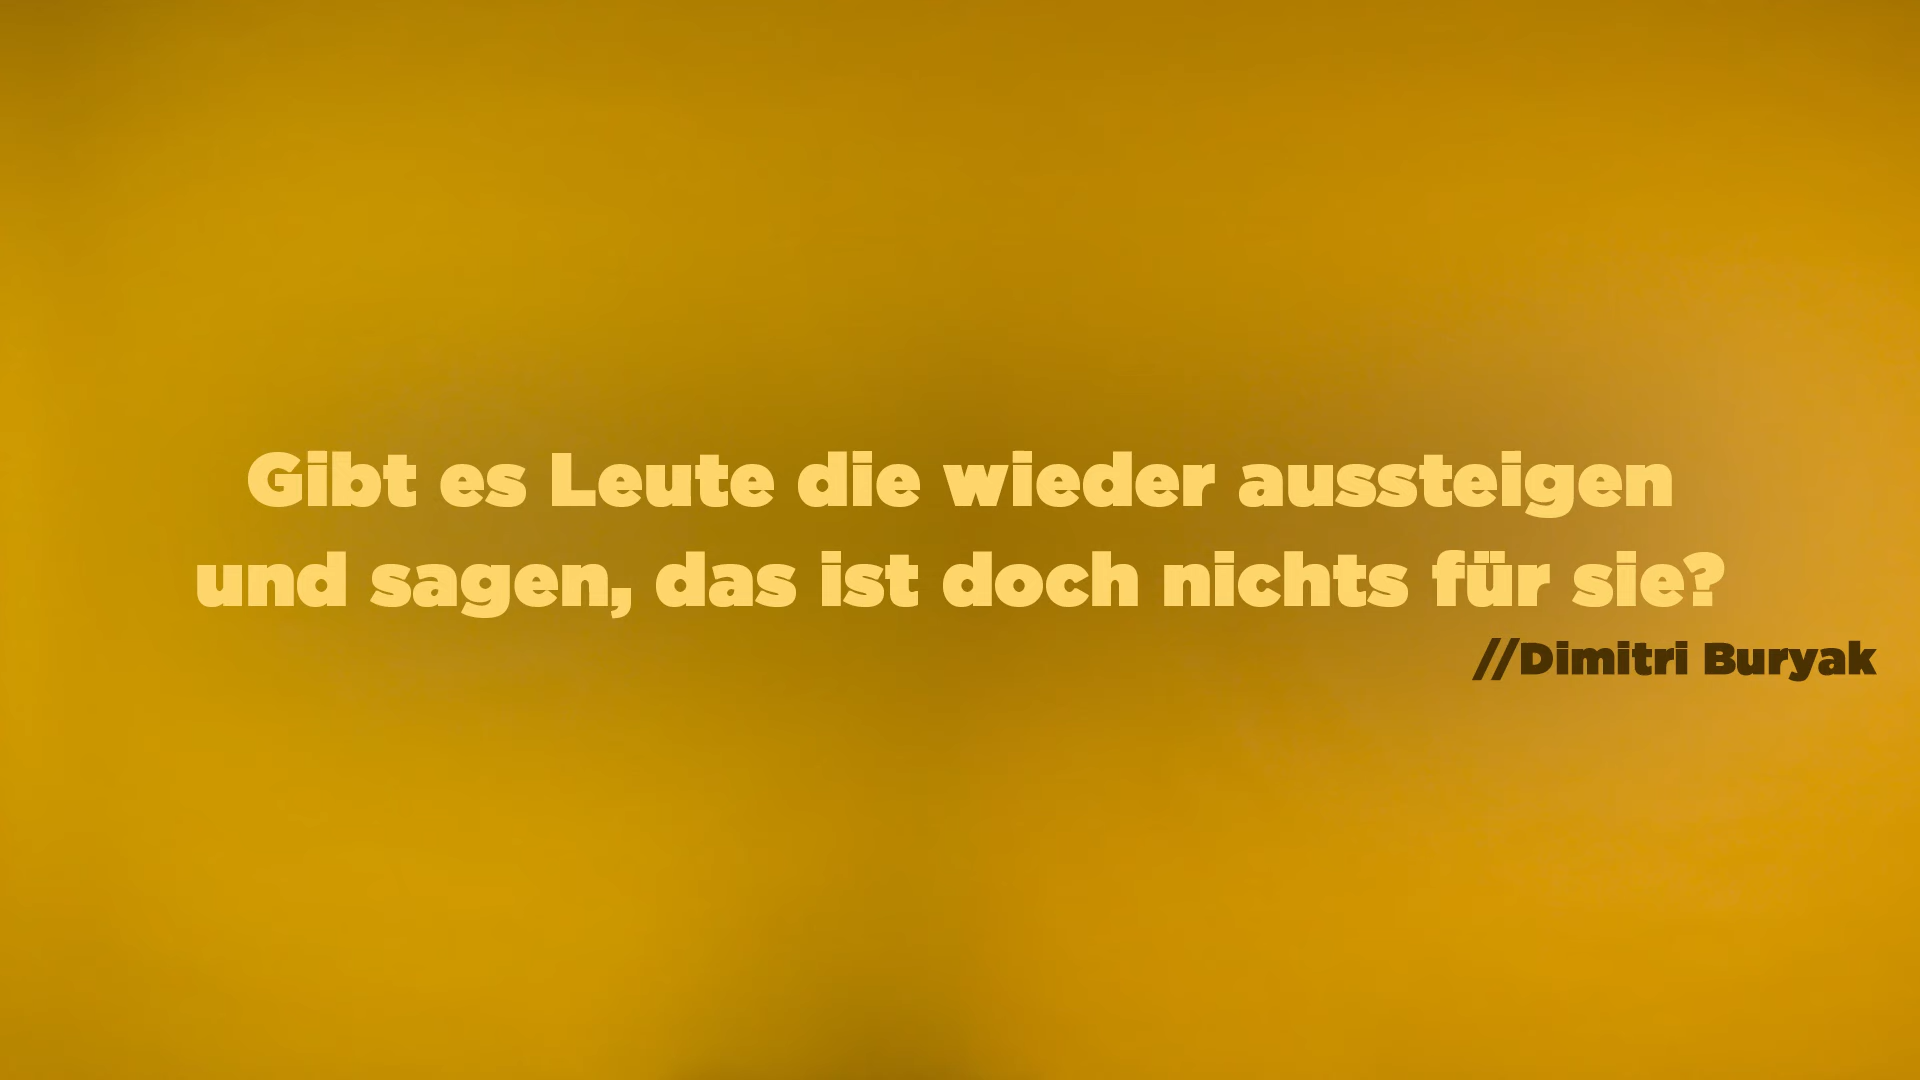 Gibt es Leute die wieder aussteigen
und sagen, das ist doch nichts für sie?
//Dimitri Buryak